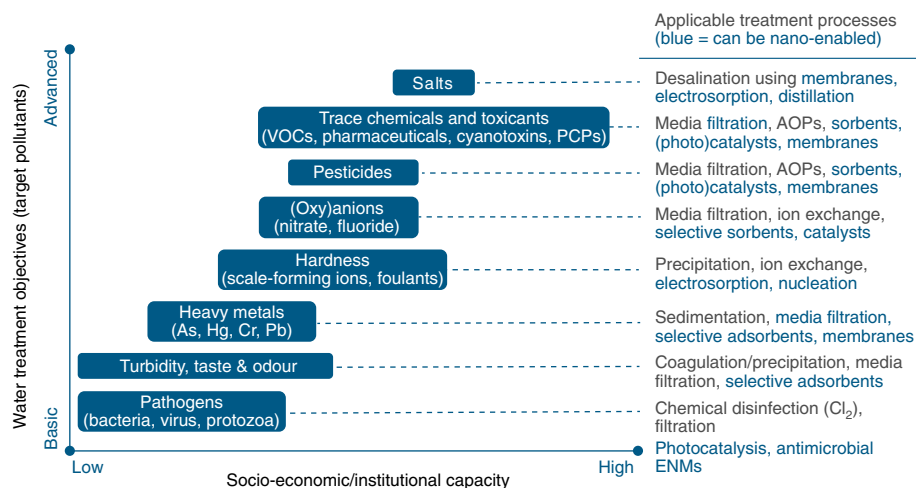 Applicable treatment processes
(blue = can be nano-enabled)
Water treatment objectives (target pollutants)
Advanced
Basic
Salts
Desalination using membranes,
electrosorption, distillation
Trace chemicals and toxicants
(VOCs, pharmaceuticals, cyanotoxins, PCPs)
Media filtration, AOPs, sorbents,
(photo)catalysts, membranes
Pesticides
Media filtration, AOPs, sorbents,
(photo)catalysts, membranes
(Oxy)anions
(nitrate, fluoride)
Media filtration, ion exchange,
selective sorbents, catalysts
Hardness
(scale-forming ions, foulants)
Precipitation, ion exchange,
electrosorption, nucleation
Heavy metals
(As, Hg, Cr, Pb)
Sedimentation, media filtration,
selective adsorbents, membranes
Turbidity, taste & odour
Coagulation/precipitation, media
filtration, selective adsorbents
Pathogens
(bacteria, virus, protozoa)
Chemical disinfection (Cl₂),
filtration
Photocatalysis, antimicrobial
ENMs
Low
High
Socio-economic/institutional capacity